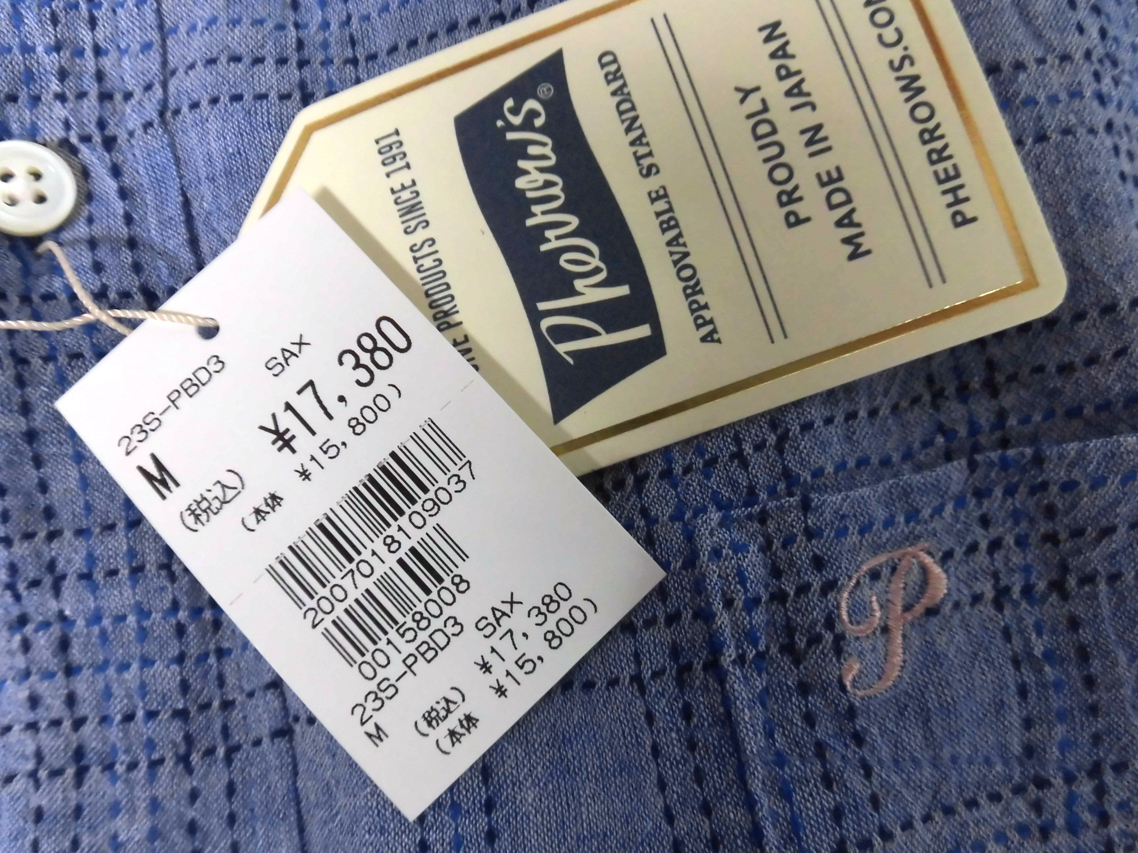 23S-PBD3
SAX
M
¥17,380
(税込)
(本体 ¥15,800)
2007018109037
00158008
23S-PBD3 SAX
M
(税込) ¥17,380
(本体 ¥15,800)
PRODUCTS SINCE 1991
Pherrow's®
APPROVABLE STANDARD
PROUDLY
MADE IN JAPAN
PHERROWS.COM
P